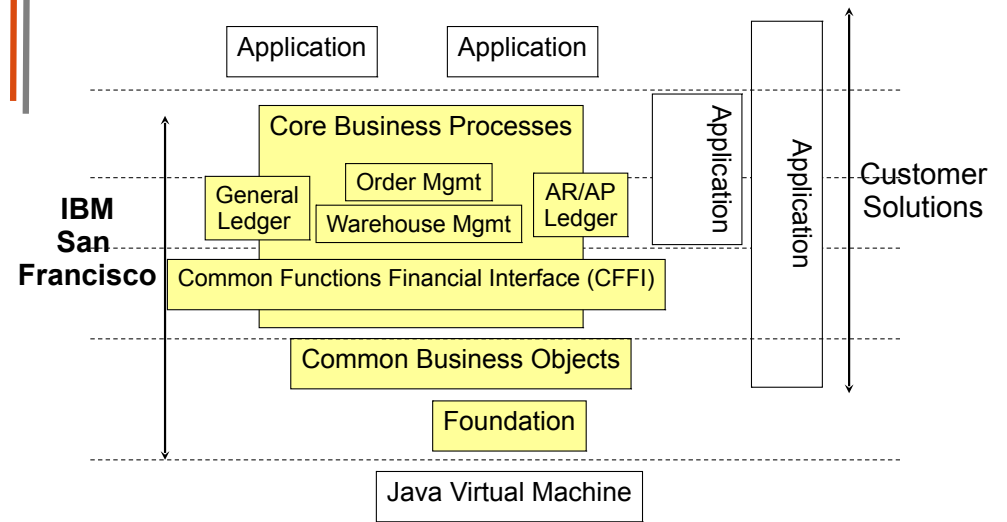 Application
Application
Core Business Processes
Application
Application
Order Mgmt
General
Ledger
AR/AP
Ledger
Warehouse Mgmt
Customer
Solutions
IBM
San
Francisco
Common Functions Financial Interface (CFFI)
Common Business Objects
Foundation
Java Virtual Machine